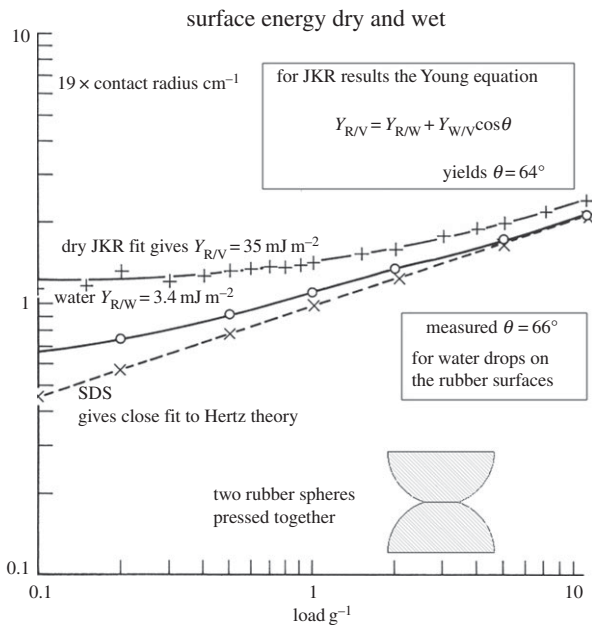 surface energy dry and wet
10
19 × contact radius cm⁻¹
for JKR results the Young equation
Y_R/V = Y_R/W + Y_W/V cosθ
yields θ = 64°
dry JKR fit gives Y_R/V = 35 mJ m⁻²
1
water Y_R/W = 3.4 mJ m⁻²
measured θ = 66°
for water drops on
the rubber surfaces
SDS
gives close fit to Hertz theory
two rubber spheres
pressed together
0.1
0.1
1
10
load g⁻¹